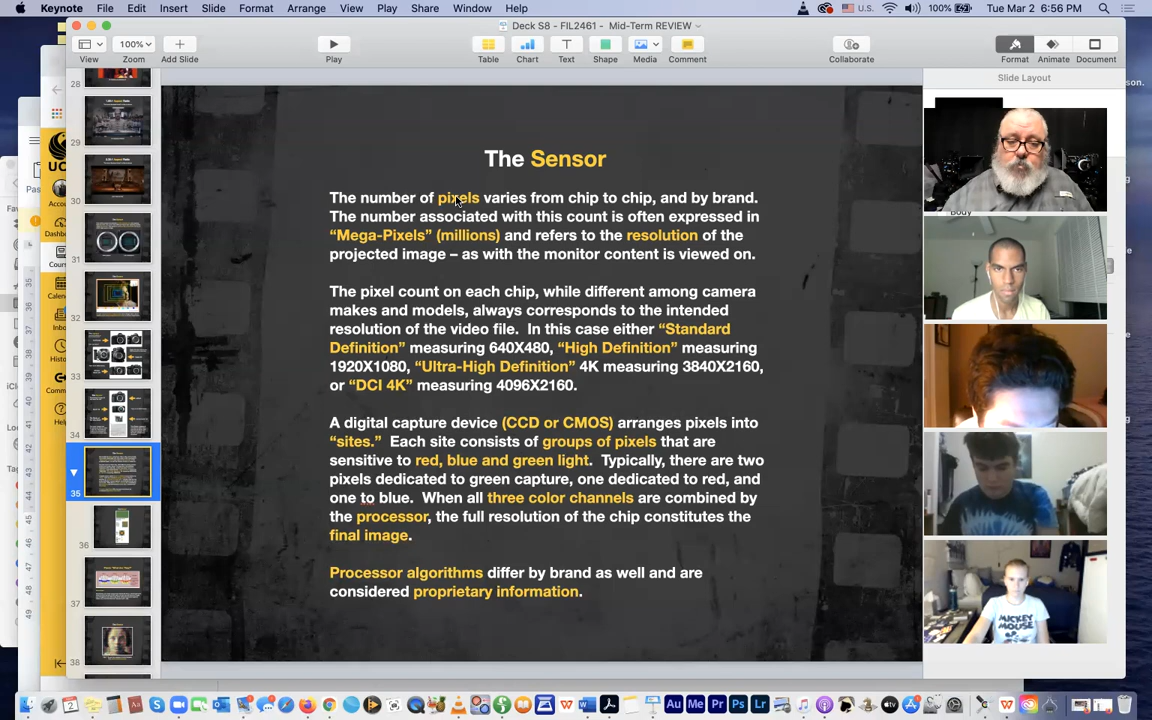 Keynote File Edit Insert Slide Format Arrange View Play Share Window Help U.S. 100% Tue Mar 2 6:56 PM
Deck S8 - FIL2461 - Mid-Term REVIEW
100%
View Zoom Add Slide Play Table Chart Text Shape Media Comment Collaborate Format Animate Document
Slide Layout
28
29
30
31
32
33
34
35
36
37
38
The Sensor
The number of pixels varies from chip to chip, and by brand.
The number associated with this count is often expressed in
“Mega-Pixels” (millions) and refers to the resolution of the
projected image – as with the monitor content is viewed on.
The pixel count on each chip, while different among camera
makes and models, always corresponds to the intended
resolution of the video file. In this case either “Standard
Definition” measuring 640X480, “High Definition” measuring
1920X1080, “Ultra-High Definition” 4K measuring 3840X2160,
or “DCI 4K” measuring 4096X2160.
A digital capture device (CCD or CMOS) arranges pixels into
“sites.” Each site consists of groups of pixels that are
sensitive to red, blue and green light. Typically, there are two
pixels dedicated to green capture, one dedicated to red, and
one to blue. When all three color channels are combined by
the processor, the full resolution of the chip constitutes the
final image.
Processor algorithms differ by brand as well and are
considered proprietary information.
Body
MICKEY
MOUSE
Au Me Pr Ps Lr